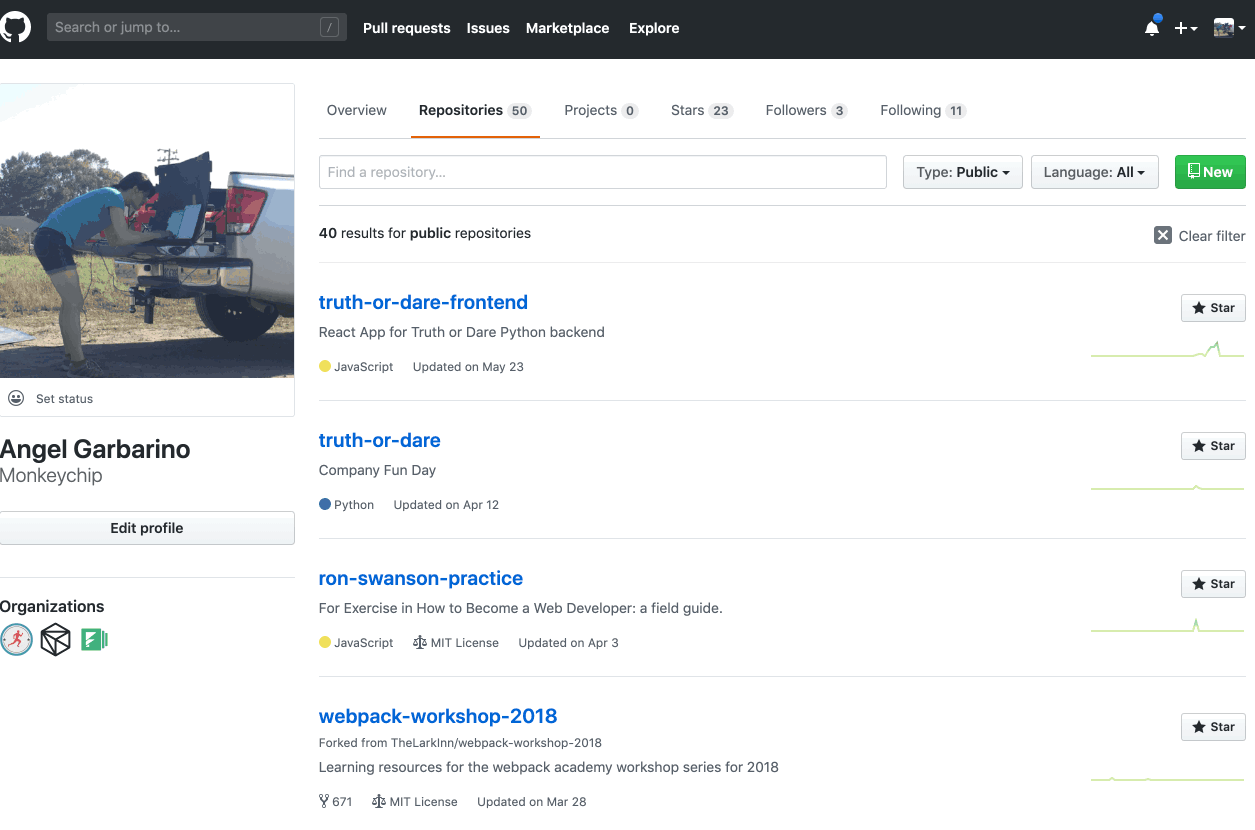 Search or jump to... /
Pull requests Issues Marketplace Explore
Overview Repositories 50 Projects 0 Stars 23 Followers 3 Following 11
Find a repository... Type: Public Language: All New
40 results for public repositories Clear filter
truth-or-dare-frontend Star
React App for Truth or Dare Python backend
JavaScript Updated on May 23
Set status
Angel Garbarino
Monkeychip
Edit profile
Organizations
truth-or-dare Star
Company Fun Day
Python Updated on Apr 12
ron-swanson-practice Star
For Exercise in How to Become a Web Developer: a field guide.
JavaScript MIT License Updated on Apr 3
webpack-workshop-2018 Star
Forked from TheLarkInn/webpack-workshop-2018
Learning resources for the webpack academy workshop series for 2018
671 MIT License Updated on Mar 28